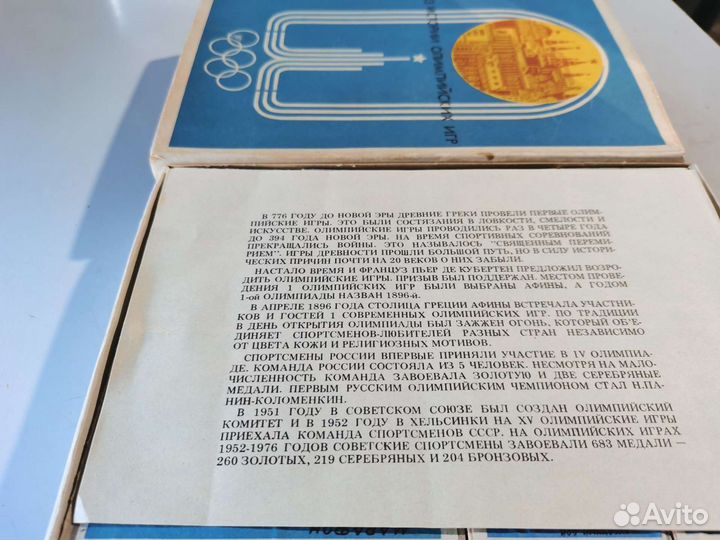 ИЗ ИСТОРИИ ОЛИМПИЙСКИХ ИГР
В 776 ГОДУ ДО НОВОЙ ЭРЫ ДРЕВНИЕ ГРЕКИ ПРОВЕЛИ ПЕРВЫЕ ОЛИМ-
ПИЙСКИЕ ИГРЫ. ЭТО БЫЛИ СОСТЯЗАНИЯ В ЛОВКОСТИ, СМЕЛОСТИ И
ИСКУССТВЕ. ОЛИМПИЙСКИЕ ИГРЫ ПРОВОДИЛИСЬ РАЗ В ЧЕТЫРЕ ГОДА
ДО 394 ГОДА НОВОЙ ЭРЫ. НА ВРЕМЯ СПОРТИВНЫХ СОРЕВНОВАНИЙ
ПРЕКРАЩАЛИСЬ ВОЙНЫ. ЭТО НАЗЫВАЛОСЬ "СВЯЩЕННЫМ ПЕРЕМИ-
РИЕМ". ИГРЫ ДРЕВНОСТИ ПРОШЛИ БОЛЬШОЙ ПУТЬ, НО В СИЛУ ИСТОРИ-
ЧЕСКИХ ПРИЧИН ПОЧТИ НА 20 ВЕКОВ О НИХ ЗАБЫЛИ.
НАСТАЛО ВРЕМЯ И ФРАНЦУЗ ПЬЕР ДЕ КУБЕРТЕН ПРЕДЛОЖИЛ ВОЗРО-
ДИТЬ ОЛИМПИЙСКИЕ ИГРЫ. ПРИЗЫВ БЫЛ ПОДДЕРЖАН. МЕСТОМ ПРОВЕ-
ДЕНИЯ 1 ОЛИМПИЙСКИХ ИГР БЫЛИ ВЫБРАНЫ АФИНЫ, А ГОДОМ
1-ой ОЛИМПИАДЫ НАЗВАН 1896-й.
В АПРЕЛЕ 1896 ГОДА СТОЛИЦА ГРЕЦИИ АФИНЫ ВСТРЕЧАЛА УЧАСТНИ-
КОВ И ГОСТЕЙ 1 СОВРЕМЕННЫХ ОЛИМПИЙСКИХ ИГР. ПО ТРАДИЦИИ
В ДЕНЬ ОТКРЫТИЯ ОЛИМПИАДЫ БЫЛ ЗАЖЖЕН ОГОНЬ, КОТОРЫЙ ОБЪЕ-
ДИНЯЕТ СПОРТСМЕНОВ-ЛЮБИТЕЛЕЙ РАЗНЫХ СТРАН НЕЗАВИСИМО
ОТ ЦВЕТА КОЖИ И РЕЛИГИОЗНЫХ МОТИВОВ.
СПОРТСМЕНЫ РОССИИ ВПЕРВЫЕ ПРИНЯЛИ УЧАСТИЕ В IV ОЛИМПИА-
ДЕ. КОМАНДА РОССИИ СОСТОЯЛА ИЗ 5 ЧЕЛОВЕК. НЕСМОТРЯ НА МАЛО-
ЧИСЛЕННОСТЬ КОМАНДА ЗАВОЕВАЛА ЗОЛОТУЮ И ДВЕ СЕРЕБРЯНЫЕ
МЕДАЛИ. ПЕРВЫМ РУССКИМ ОЛИМПИЙСКИМ ЧЕМПИОНОМ СТАЛ Н.ПА-
НИН-КОЛОМЕНКИН.
В 1951 ГОДУ В СОВЕТСКОМ СОЮЗЕ БЫЛ СОЗДАН ОЛИМПИЙСКИЙ
КОМИТЕТ И В 1952 ГОДУ В ХЕЛЬСИНКИ НА XV ОЛИМПИЙСКИЕ ИГРЫ
ПРИЕХАЛА КОМАНДА СПОРТСМЕНОВ СССР. НА ОЛИМПИЙСКИХ ИГРАХ
1952-1976 ГОДОВ СОВЕТСКИЕ СПОРТСМЕНЫ ЗАВОЕВАЛИ 683 МЕДАЛИ —
260 ЗОЛОТЫХ, 219 СЕРЕБРЯНЫХ И 204 БРОНЗОВЫХ.
МАРАФОН
Avito